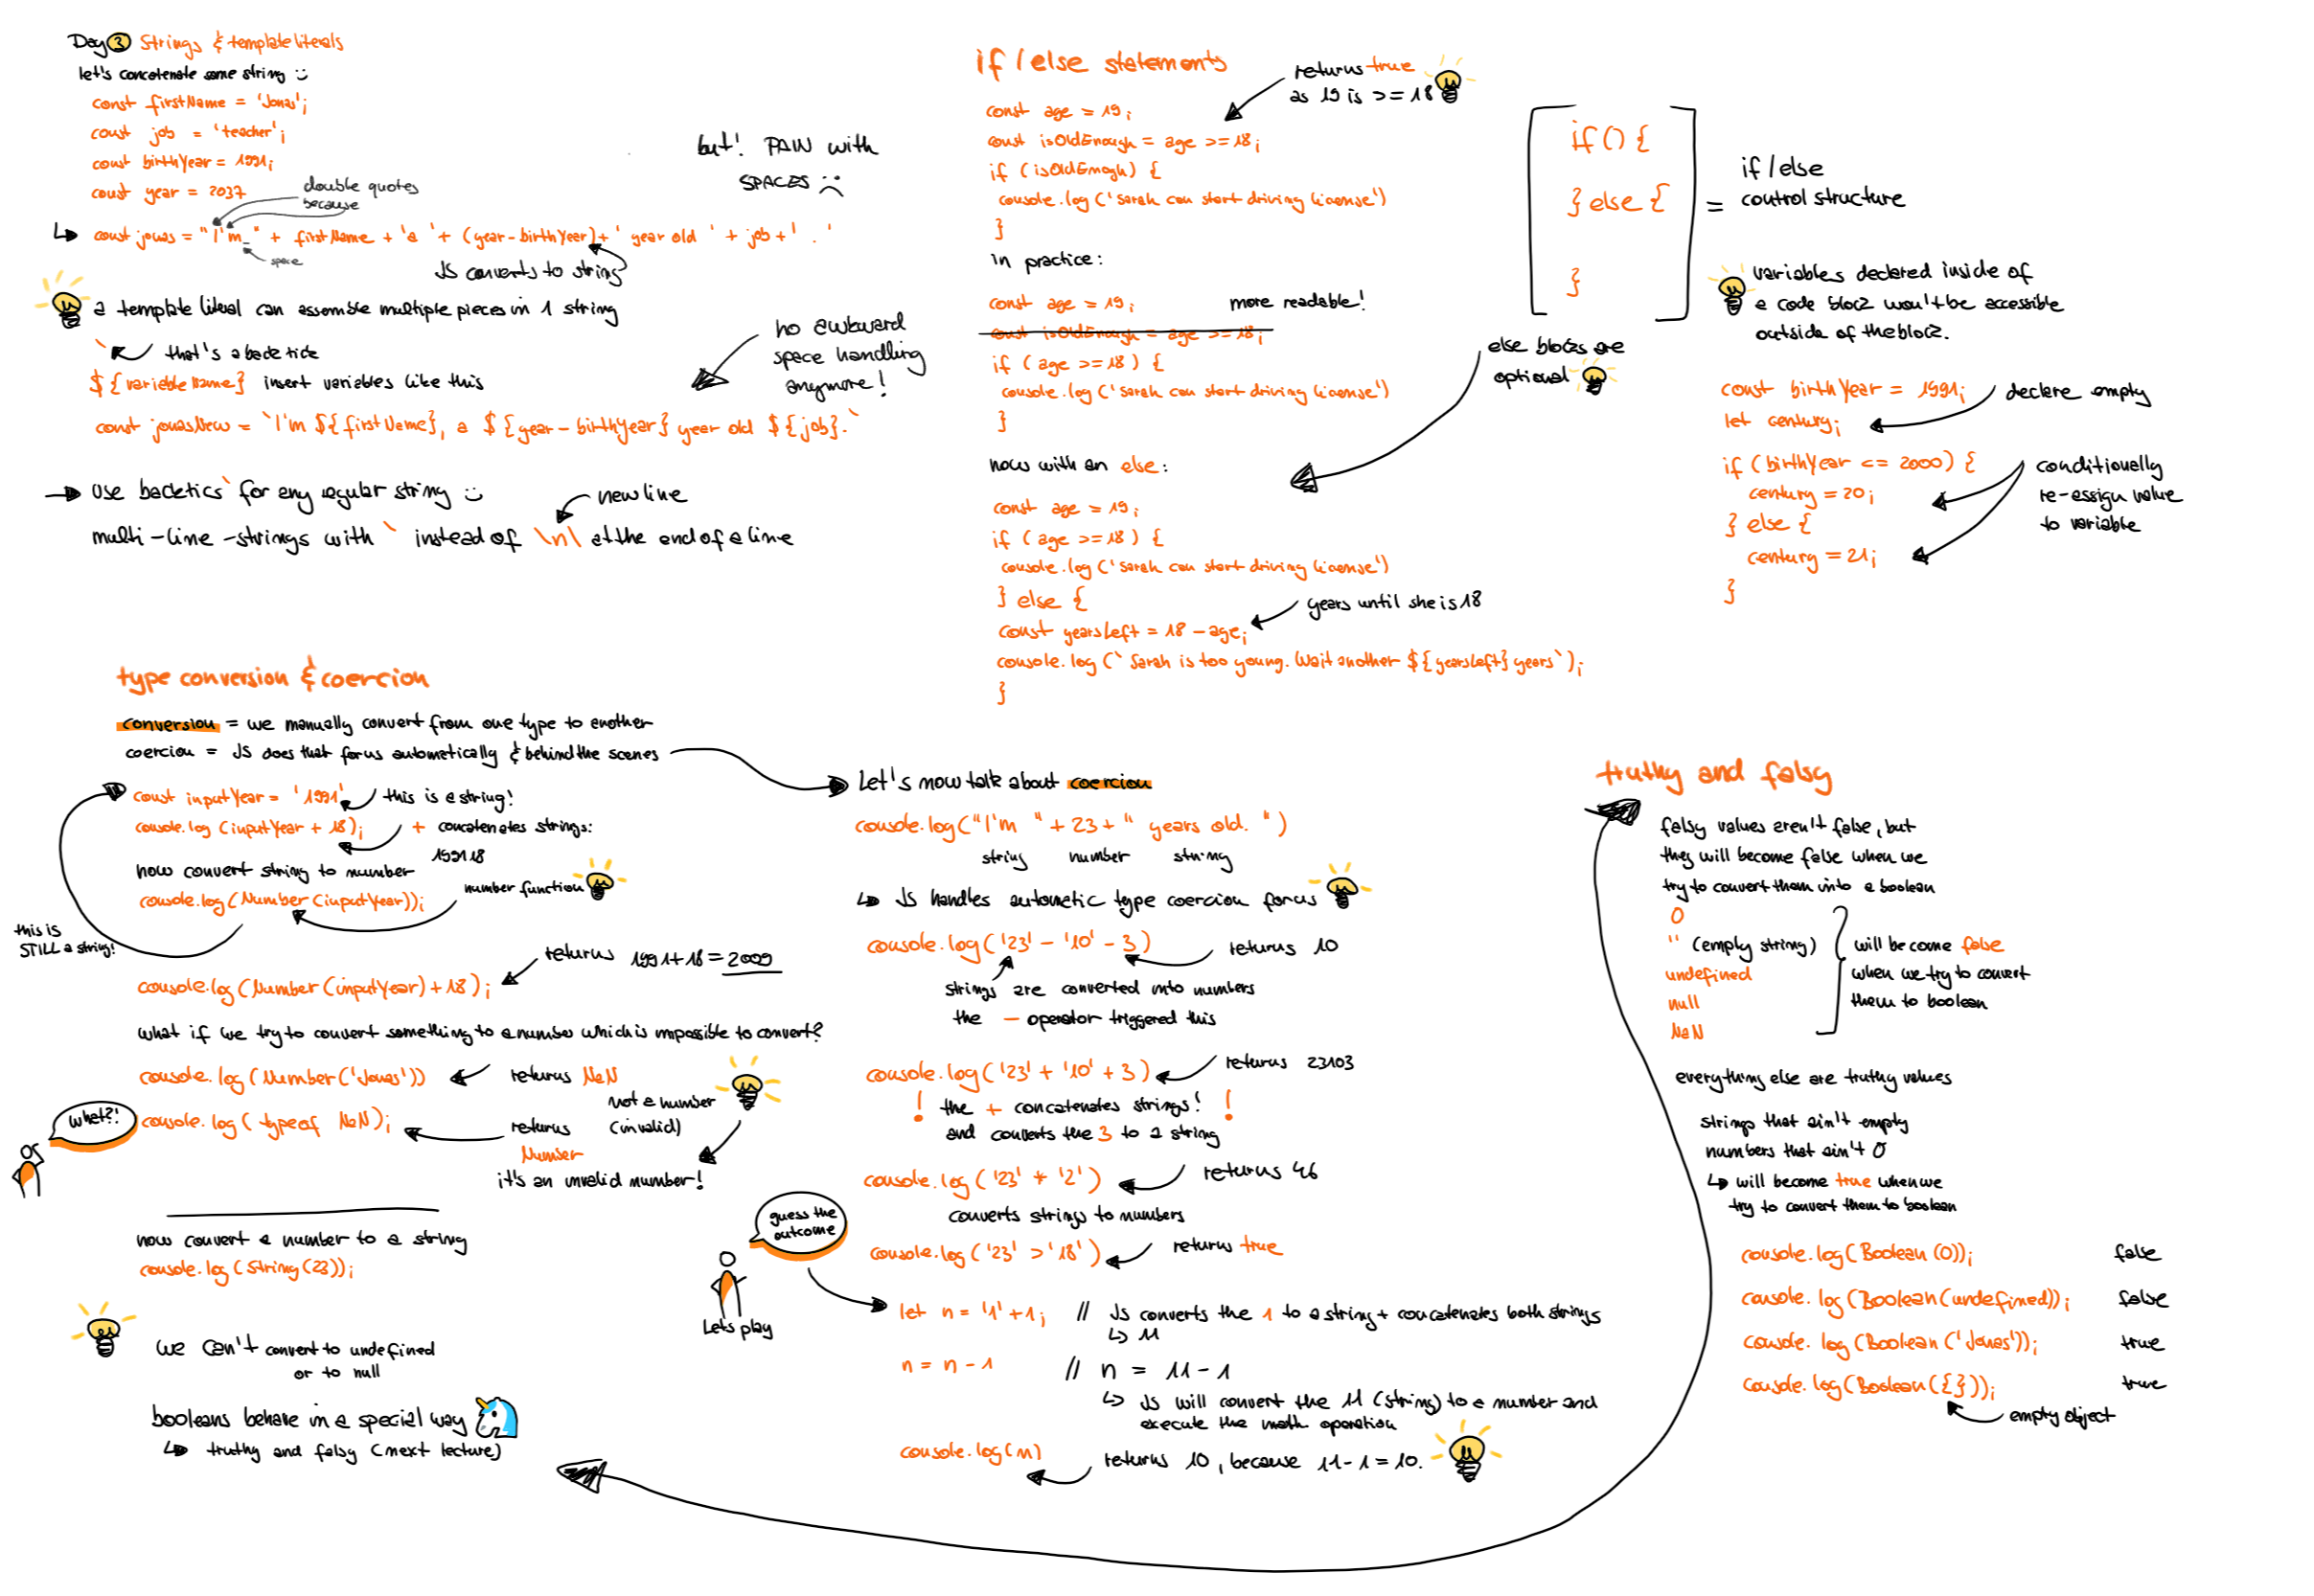 Day 3 Strings & template literals
let's concatenate some string :)
const firstName = 'Jonas';
const job = 'teacher';
const birthYear = 1991;
const year = 2037
double quotes
because
const jonas = "I'm_" + firstName + 'a ' + (year-birthYear)+' year old ' + job+' . '
space
JS converts to string
but! PAIN with
SPACES :(
a template literal can assemble multiple pieces in 1 string
` that's a backtick
${variableName} insert variables like this
no awkward
space handling
anymore!
const jonasNew = `I'm ${firstName}, a ${year-birthYear} year old ${job}.`
use backtics ` for any regular string :)
newline
multi-line-strings with ` instead of \n\ at the end of a line
if / else statements
returns true
as 19 is >= 18
const age = 19;
const isOldEnough = age >= 18;
if (isOldEnogh) {
console.log ('Sarah can start driving license')
}
in practice:
const age = 19;
more readable!
const isOldEnough = age >= 18;
if ( age >= 18 ) {
console.log ('Sarah can start driving license')
}
now with an else:
const age = 19;
if ( age >= 18 ) {
console.log ('Sarah can start driving license')
} else {
years until she is 18
const yearsLeft = 18 - age;
console.log (` Sarah is too young. Wait another ${yearsLeft} years`);
}
else blocks are
optional
if () {
} else {
}
= if / else
control structure
variables declared inside of
a code block won't be accessible
outside of the block.
const birthYear = 1991;
declare empty
let century;
if (birthYear <= 2000) {
century = 20;
} else {
century = 21;
}
conditionally
re-assign value
to variable
type conversion & coercion
conversion = we manually convert from one type to another
coercion = JS does that for us automatically & behind the scenes
const inputYear = '1991'
this is a string!
console.log (inputYear + 18);
+ concatenates strings:
199118
now convert string to number
number function
console.log (Number (inputYear));
this is
STILL a string!
returns 1991+18 = 2009
console.log (Number (inputYear) + 18);
what if we try to convert something to a number which is impossible to convert?
console.log (Number ('Jonas'))
returns NaN
not a number
(invalid)
what?!
console.log ( typeof NaN);
returns
Number
it's an invalid number!
now convert a number to a string
console.log (String (23));
we can't convert to undefined
or to null
booleans behave in a special way
truthy and falsy (next lecture)
Let's now talk about coercion
console.log ("I'm " + 23 + " years old. ")
string number string
JS handles automatic type coercion for us
console.log ('23' - '10' - 3)
returns 10
strings are converted into numbers
the - operator triggered this
console.log ('23' + '10' + 3)
returns 23103
! the + concatenates strings! !
and converts the 3 to a string
console.log ('23' * '2')
returns 46
converts strings to numbers
console.log ('23' > '18')
returns true
guess the
outcome
Lets play
let n = '1' + 1; // JS converts the 1 to a string + concatenates both strings
11
n = n - 1 // n = 11 - 1
JS will convert the 11 (string) to a number and
execute the math operation
console.log (n)
returns 10, because 11 - 1 = 10.
truthy and falsy
falsy values aren't false, but
they will become false when we
try to convert them into a boolean
0
'' (empty string)
undefined
null
NaN
will become false
when we try to convert
them to boolean
everything else are truthy values
strings that ain't empty
numbers that ain't 0
will become true when we
try to convert them to boolean
console.log (Boolean (0)); false
console.log (Boolean (undefined)); false
console.log (Boolean ('Jonas')); true
console.log (Boolean ({})); true
empty object